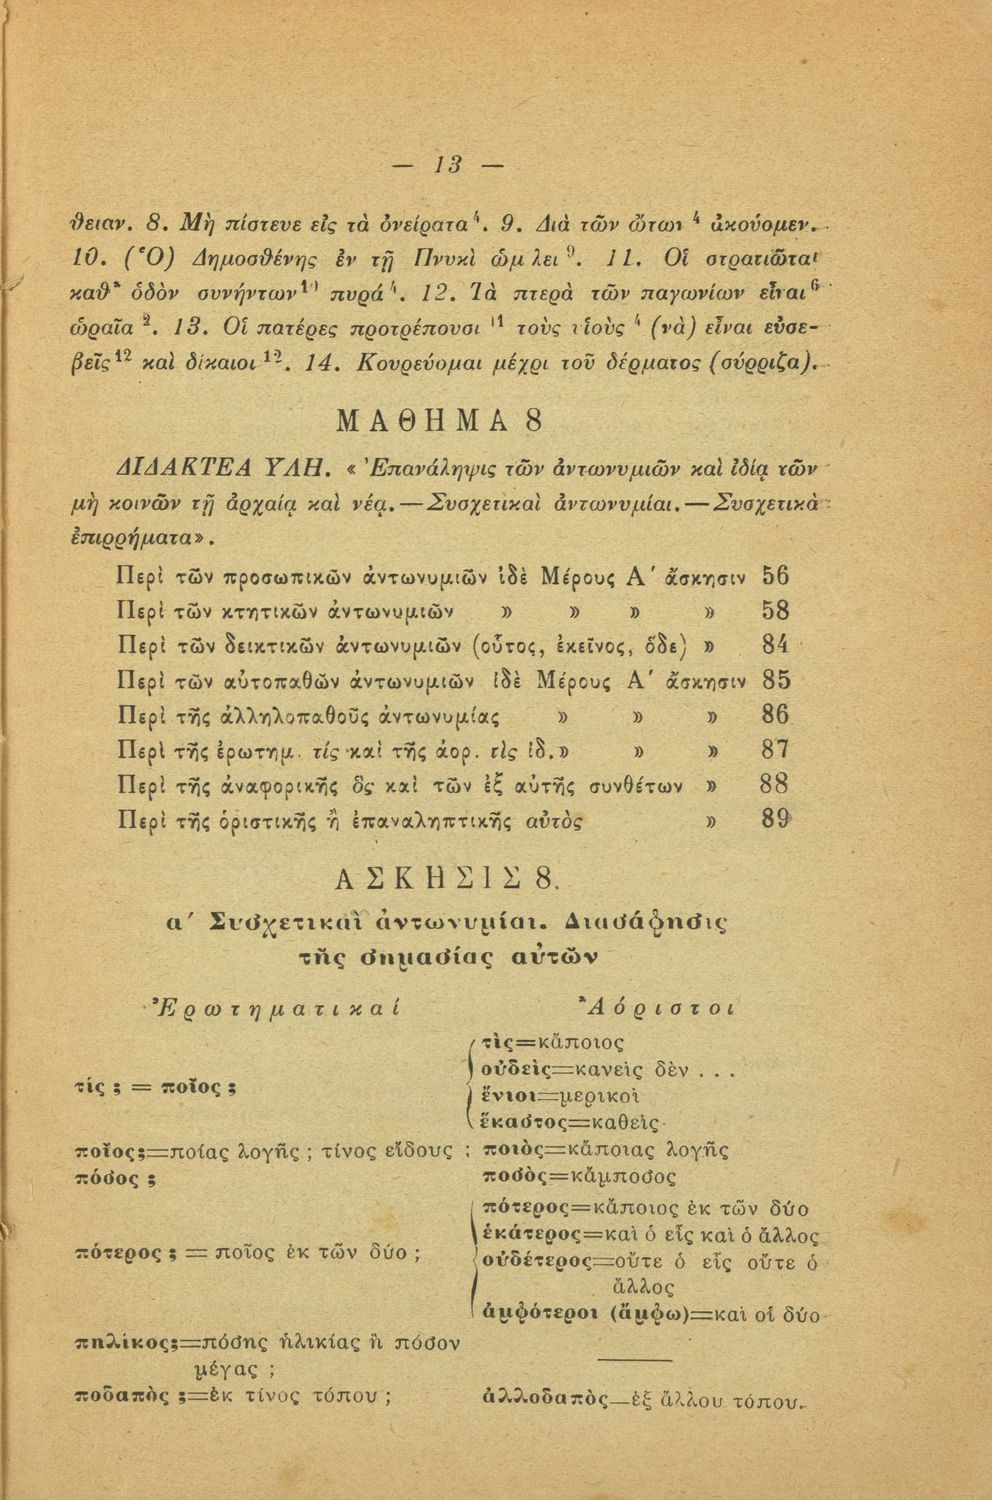 — 13 —
θειαν. 8. Μὴ πίστευε εἰς τὰ ὀνείρατα⁴. 9. Διὰ τῶν ὤτων⁴ ἀκούομεν.
10. (Ὁ) Δημοσθένης ἐν τῇ Πνυκὶ ὡμίλει⁹. 11. Οἱ στρατιῶται
καθ' ὁδὸν συνήντων¹⁰ πυρά⁴. 12. Τὰ πτερὰ τῶν παγωνίων εἶναι⁶
ὡραῖα². 13. Οἱ πατέρες προτρέπουσι¹¹ τοὺς υἱοὺς⁴ (νὰ) εἶναι εὐσε-
βεῖς¹² καὶ δίκαιοι¹². 14. Κουρεύομαι μέχρι τοῦ δέρματος (σύρριζα).
ΜΑΘΗΜΑ 8
ΔΙΔΑΚΤΕΑ ΥΛΗ. «Ἐπανάληψις τῶν ἀντωνυμιῶν καὶ ἰδίᾳ τῶν
μὴ κοινῶν τῇ ἀρχαίᾳ καὶ νέᾳ.—Συσχετικαὶ ἀντωνυμίαι.—Συσχετικὰ
ἐπιρρήματα».
Περὶ τῶν προσωπικῶν ἀντωνυμιῶν ἰδὲ Μέρους Α΄ ἄσκησιν 56
Περὶ τῶν κτητικῶν ἀντωνυμιῶν » » » » 58
Περὶ τῶν δεικτικῶν ἀντωνυμιῶν (οὗτος, ἐκεῖνος, ὅδε) » 84
Περὶ τῶν αὐτοπαθῶν ἀντωνυμιῶν ἰδὲ Μέρους Α΄ ἄσκησιν 85
Περὶ τῆς ἀλληλοπαθοῦς ἀντωνυμίας » » » 86
Περὶ τῆς ἐρωτημ. τίς καὶ τῆς ἀορ. τὶς ἰδ.» » » 87
Περὶ τῆς ἀναφορικῆς ὃς καὶ τῶν ἐξ αὐτῆς συνθέτων » 88
Περὶ τῆς ὁριστικῆς ἢ ἐπαναληπτικῆς αὐτὸς » 89
ΑΣΚΗΣΙΣ 8.
α΄ Συσχετικαὶ ἀντωνυμίαι. Διασάφησις
τῆς σημασίας αὐτῶν
Ἐρωτηματικαί Ἀόριστοι
τὶς=κἄποιος
οὐδεὶς=κανεὶς δὲν . . .
τίς ; = ποῖος ;
ἔνιοι=μερικοὶ
ἕκαστος=καθεὶς
ποῖος;=ποίας λογῆς ; τίνος εἴδους ; ποιὸς=κἄποιας λογῆς
πόσος ; ποσὸς=κἄμποσος
πότερος=κἄποιος ἐκ τῶν δύο
ἑκάτερος=καὶ ὁ εἷς καὶ ὁ ἄλλος
πότερος ; = ποῖος ἐκ τῶν δύο ; οὐδέτερος=οὔτε ὁ εἷς οὔτε ὁ
ἄλλος
ἀμφότεροι (ἄμφω)=καὶ οἱ δύο
πηλίκος;=πόσης ἡλικίας ἢ πόσον
μέγας ;
ποδαπὸς ;=ἐκ τίνος τόπου ; ἀλλοδαπὸς=ἐξ ἄλλου τόπου.